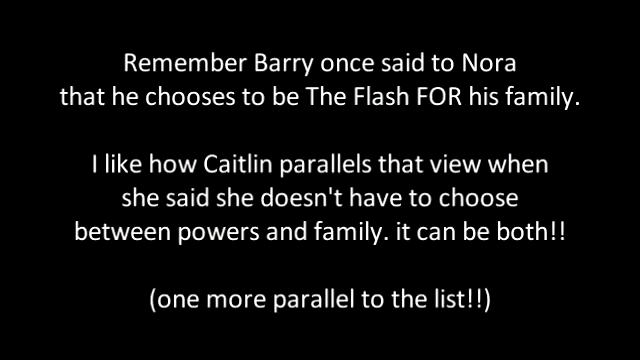 Remember Barry once said to Nora
that he chooses to be The Flash FOR his family.
I like how Caitlin parallels that view when
she said she doesn't have to choose
between powers and family. it can be both!!
(one more parallel to the list!!)